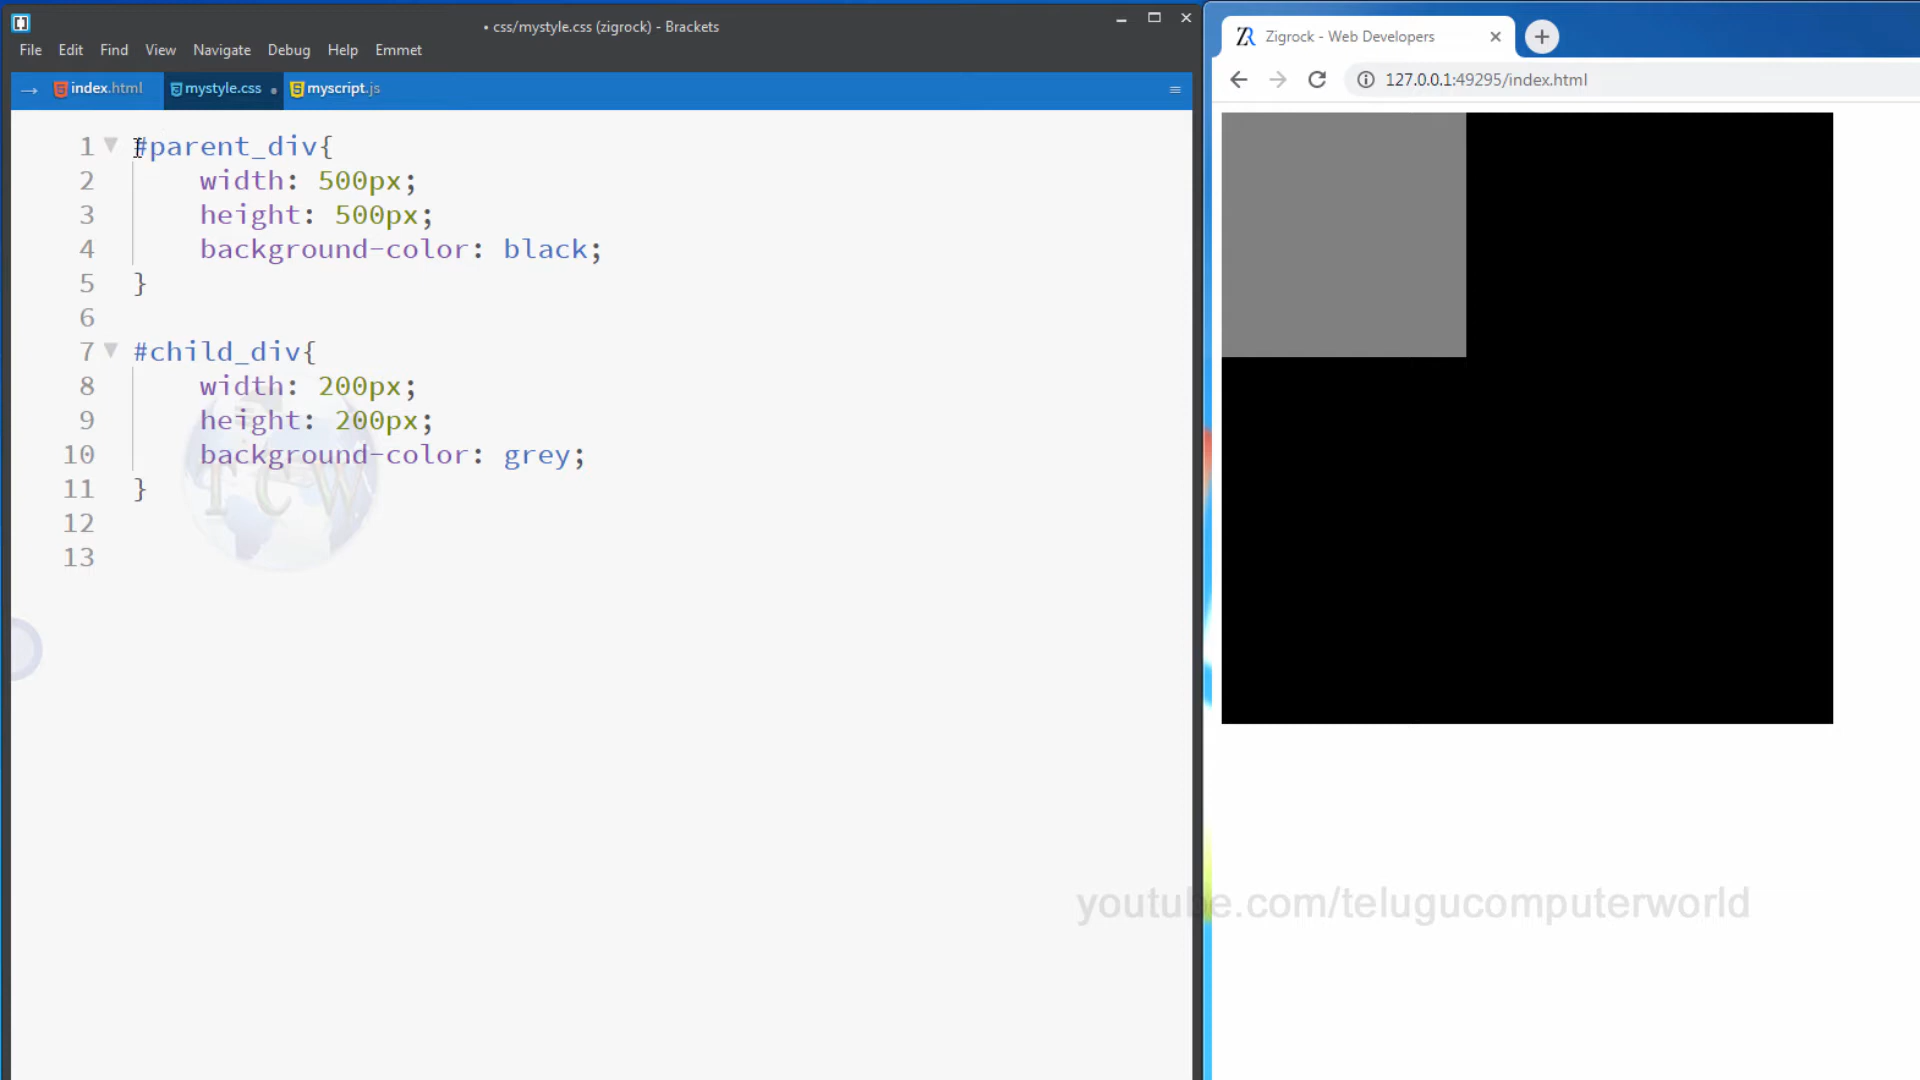 css/mystyle.css (zigrock) - Brackets
File Edit Find View Navigate Debug Help Emmet
index.html mystyle.css myscript.js
1 #parent_div{
2 width: 500px;
3 height: 500px;
4 background-color: black;
5 }
6
7 #child_div{
8 width: 200px;
9 height: 200px;
10 background-color: grey;
11 }
12
13
TCW
ZR Zigrock - Web Developers
127.0.0.1:49295/index.html
youtube.com/telugucomputerworld